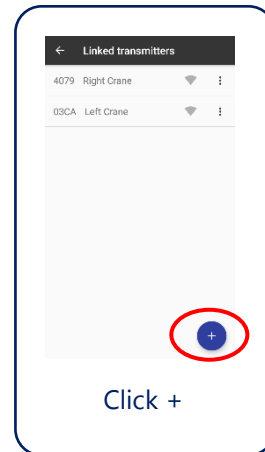 ← Linked transmitters
4079 Right Crane
03CA Left Crane
+
Click +